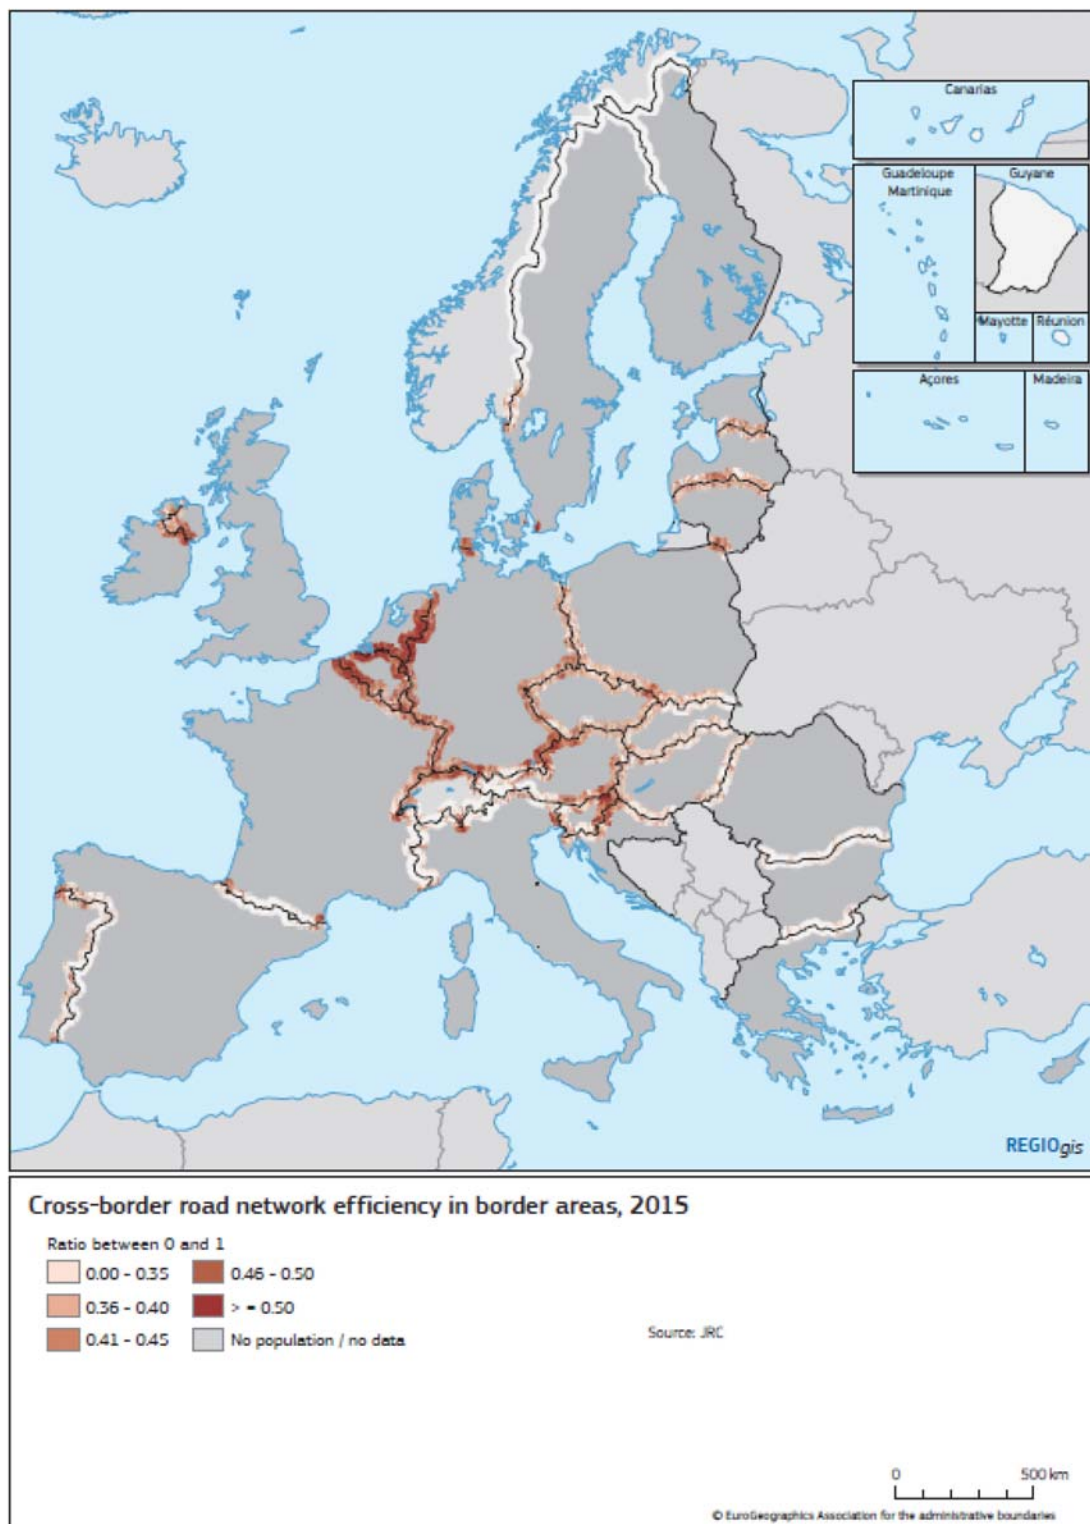 Canarias
Guadeloupe
Martinique
Guyane
Mayotte
Réunion
Açores
Madeira
REGIOgis
Cross-border road network efficiency in border areas, 2015
Ratio between 0 and 1
0.00 - 0.35
0.46 - 0.50
0.36 - 0.40
> = 0.50
0.41 - 0.45
No population / no data
Source: JRC
0
500 km
© EuroGeographics Association for the administrative boundaries